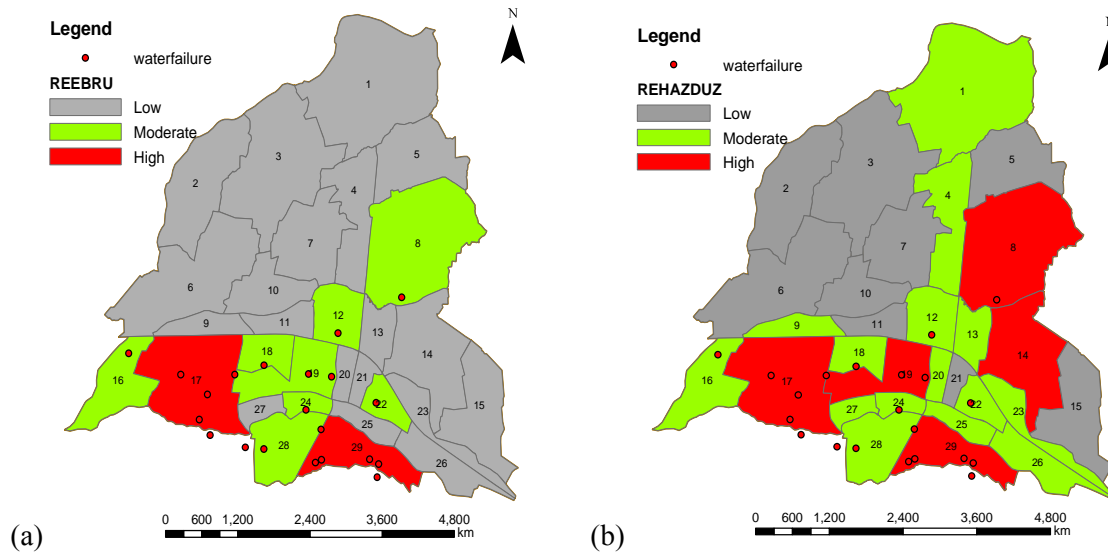 N
Legend
waterfailure
REEBRU
Low
Moderate
High
1
2
3
4
5
6
7
8
9
10
11
12
13
14
15
16
17
18
19
20
21
22
23
24
25
26
27
28
29
0 600 1,200 2,400 3,600 4,800
km
(a)
N
Legend
waterfailure
REHAZDUZ
Low
Moderate
High
1
2
3
4
5
6
7
8
9
10
11
12
13
14
15
16
17
18
19
20
21
22
23
24
25
26
27
28
29
0 600 1,200 2,400 3,600 4,800
km
(b)